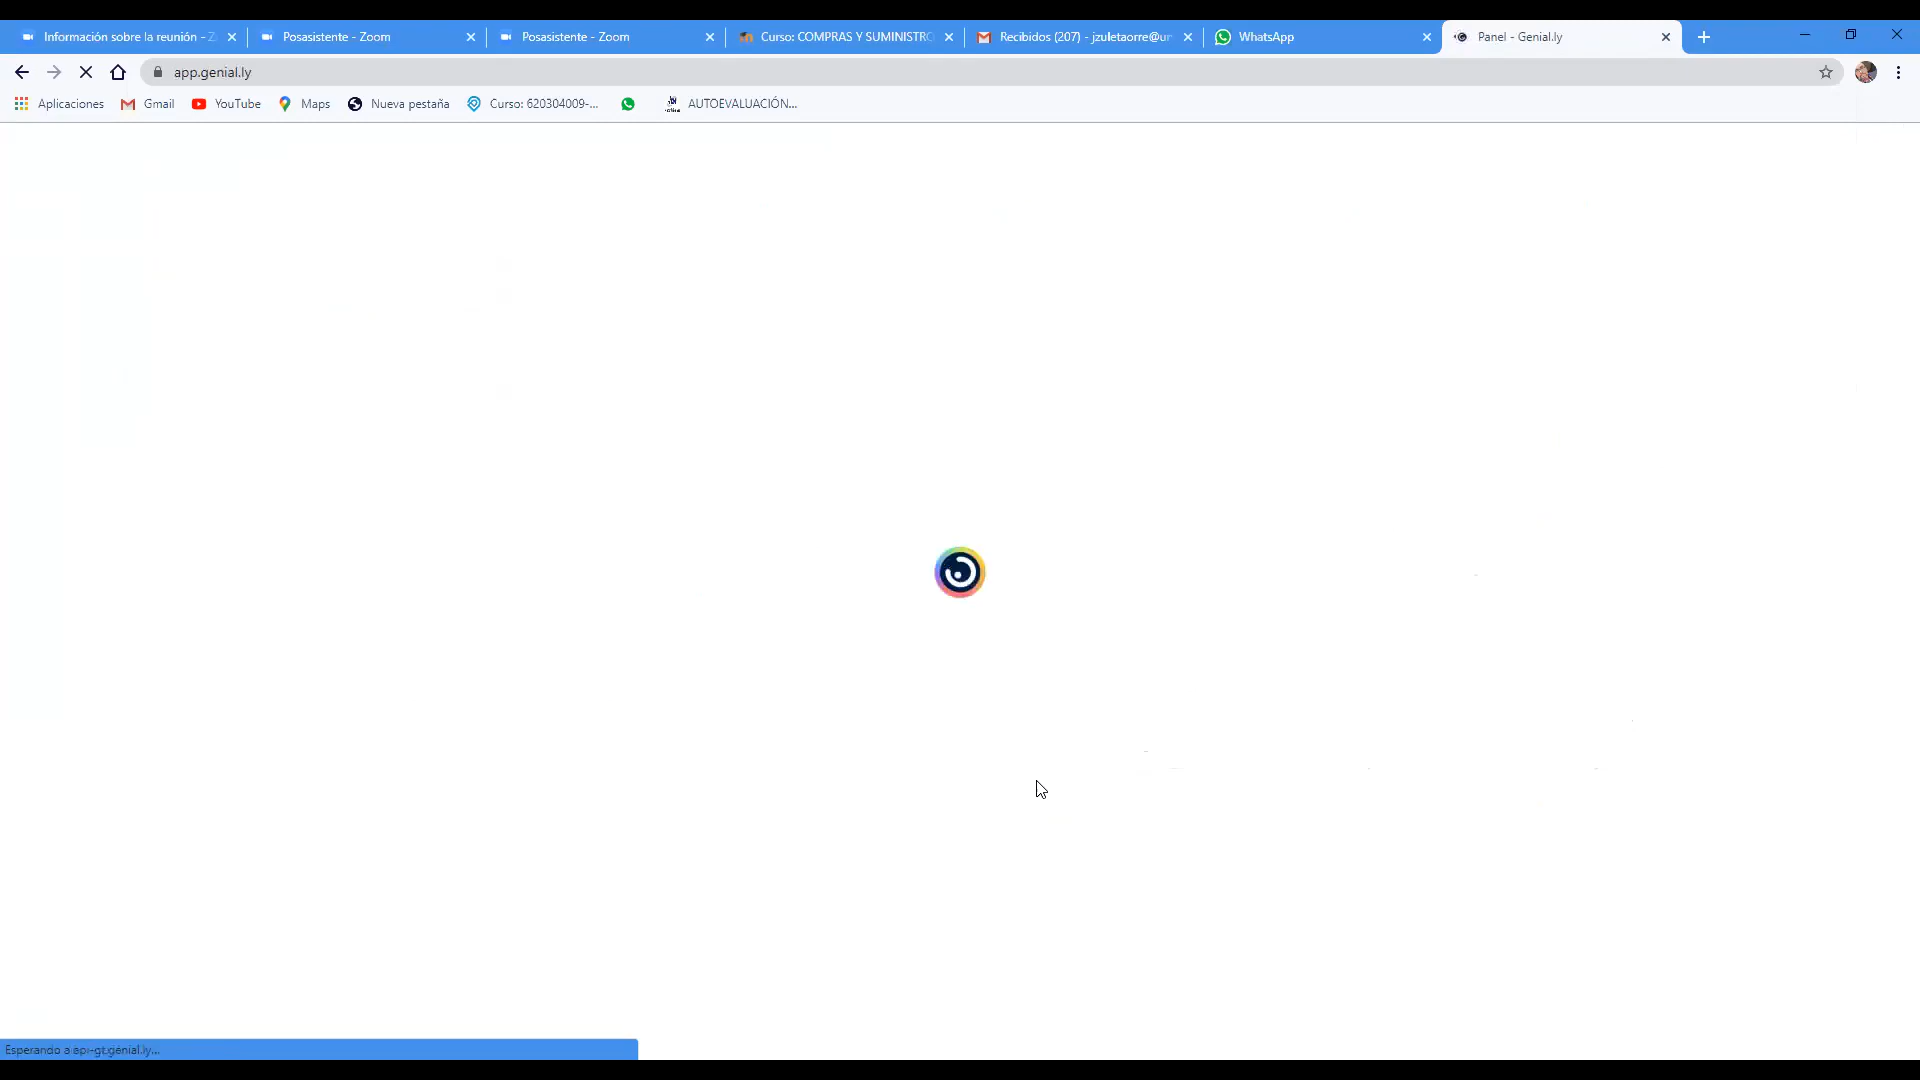 Información sobre la reunión - Z
Posasistente - Zoom
Posasistente - Zoom
Curso: COMPRAS Y SUMINISTRO
Recibidos (207) - jzuletaorre@un
WhatsApp
Panel - Genial.ly
app.genial.ly
Aplicaciones
Gmail
YouTube
Maps
Nueva pestaña
Curso: 620304009-...
AUTOEVALUACIÓN...
Esperando a api-gt.genial.ly...